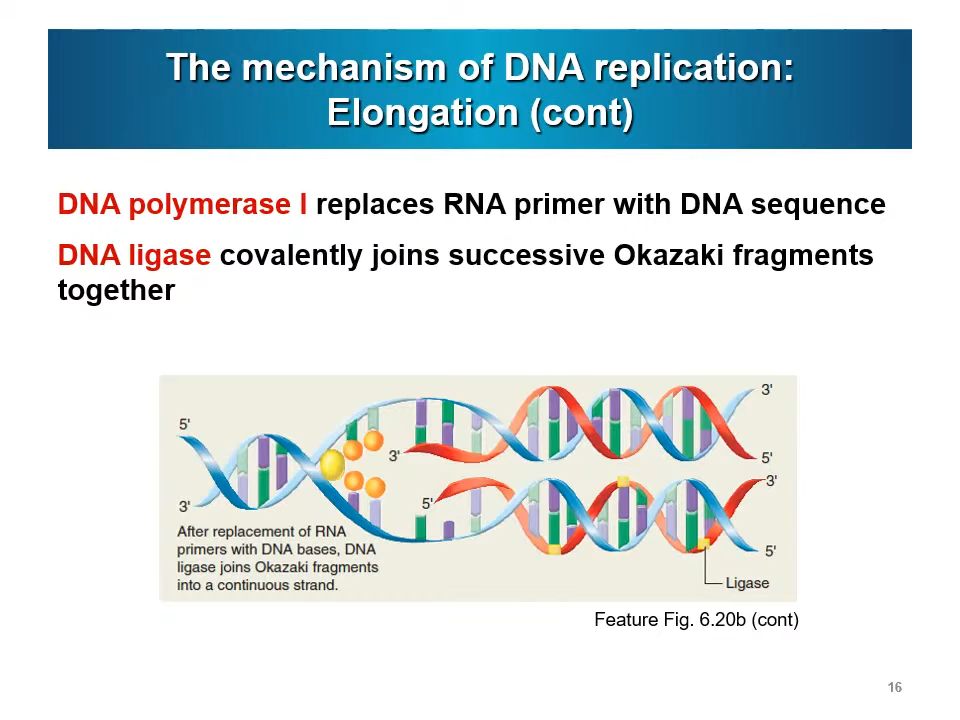 The mechanism of DNA replication:
Elongation (cont)
DNA polymerase I replaces RNA primer with DNA sequence
DNA ligase covalently joins successive Okazaki fragments
together
5'
3'
3'
5'
3'
5'
3'
5'
After replacement of RNA
primers with DNA bases, DNA
ligase joins Okazaki fragments
into a continuous strand.
Ligase
Feature Fig. 6.20b (cont)
16